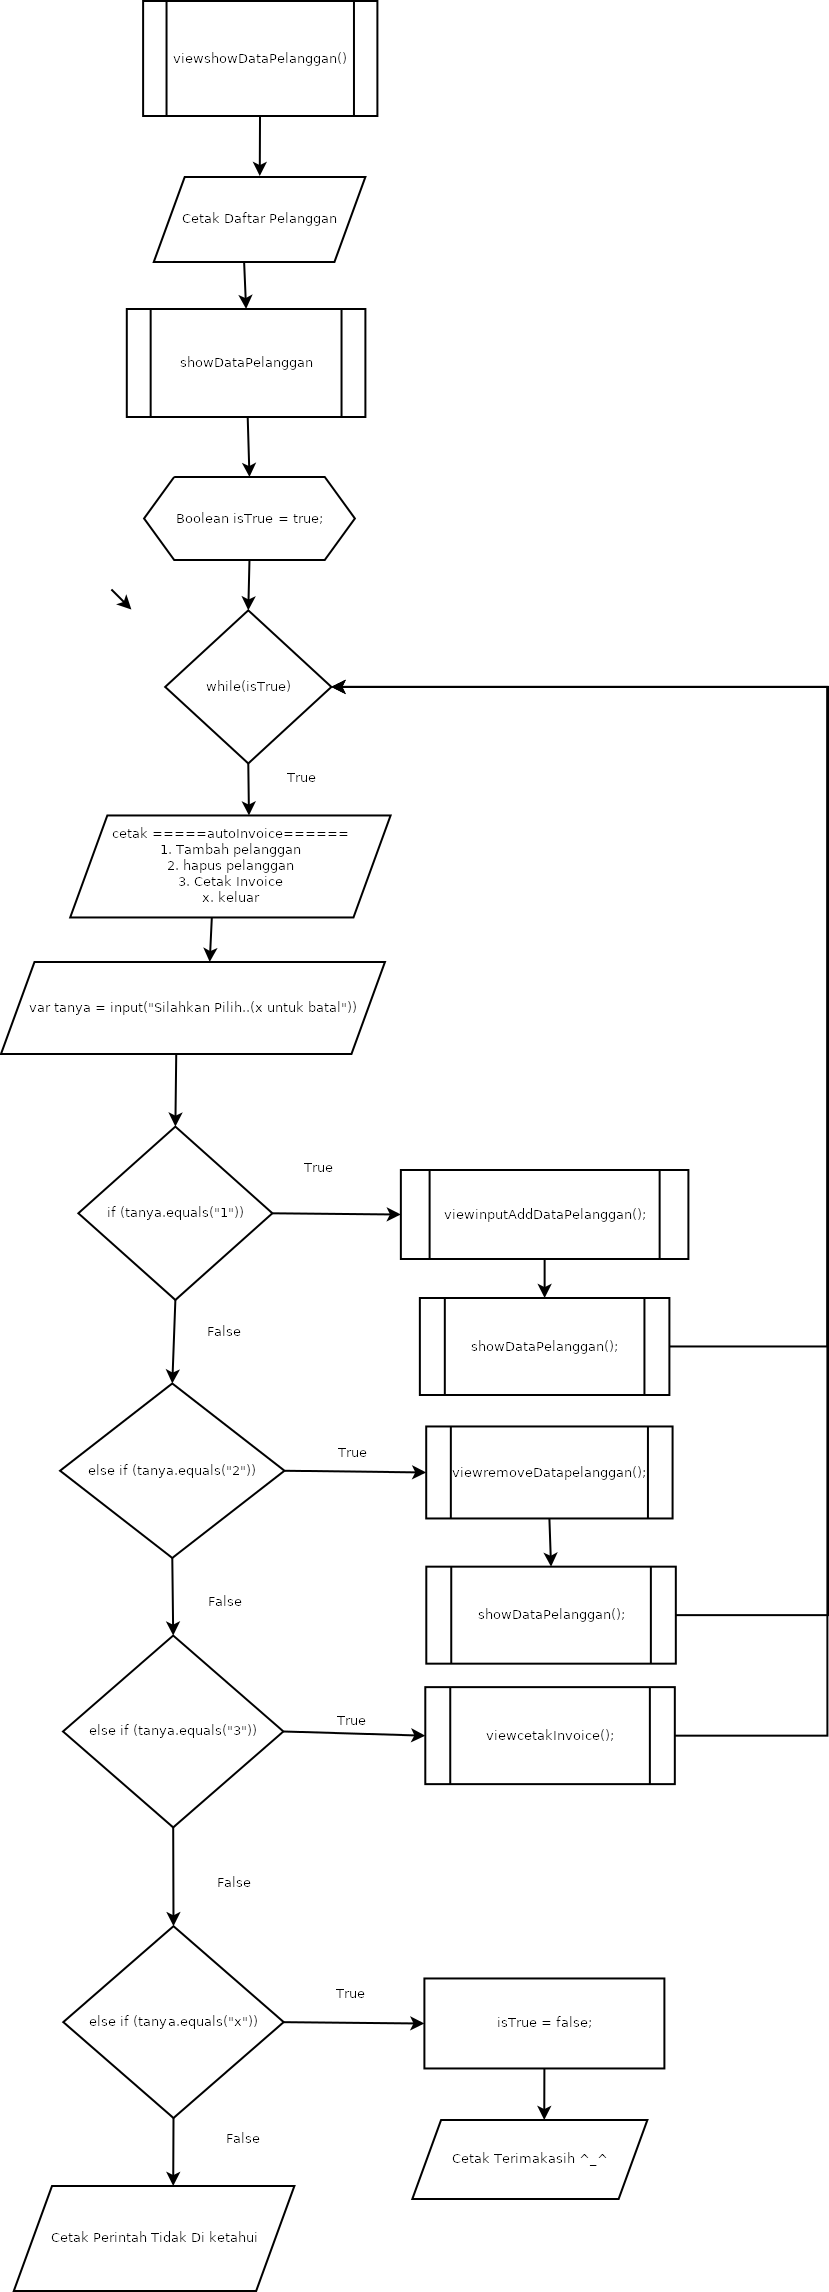 viewshowDataPelanggan()
Cetak Daftar Pelanggan
showDataPelanggan
Boolean isTrue = true;
while(isTrue)
True
cetak =====autoInvoice======
1. Tambah pelanggan
2. hapus pelanggan
3. Cetak Invoice
x. keluar
var tanya = input("Silahkan Pilih..(x untuk batal"))
if (tanya.equals("1"))
True
viewinputAddDataPelanggan();
showDataPelanggan();
False
else if (tanya.equals("2"))
True
viewremoveDatapelanggan();
showDataPelanggan();
False
else if (tanya.equals("3"))
True
viewcetakInvoice();
False
else if (tanya.equals("x"))
True
isTrue = false;
Cetak Terimakasih ^_^
False
Cetak Perintah Tidak Di ketahui